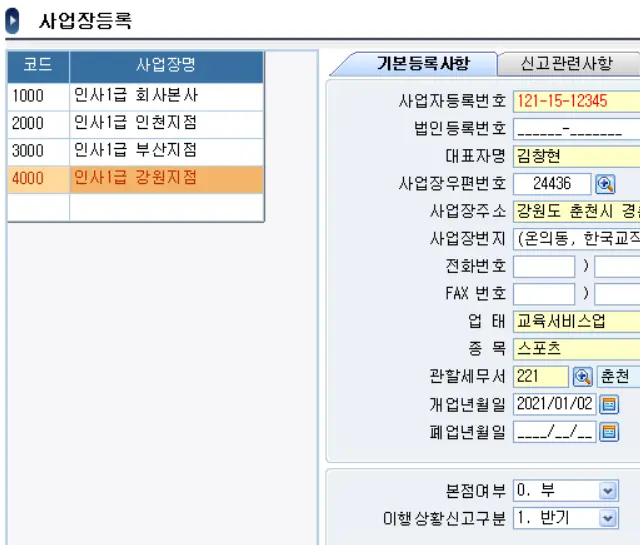 사업장등록
코드 사업장명
1000 인사1급 회사본사
2000 인사1급 인천지점
3000 인사1급 부산지점
4000 인사1급 강원지점
기본등록사항 신고관련사항
사업자등록번호 121-15-12345
법인등록번호 ______-_______
대표자명 김창현
사업장우편번호 24436
사업장주소 강원도 춘천시
사업장번지 (온의동, 한국교직
전화번호 )
FAX 번호 )
업 태 교육서비스업
종 목 스포츠
관할세무서 221 춘천
개업년월일 2021/01/02
폐업년월일 ____/__/__
본점여부 0. 부
이행상황신고구분 1. 반기